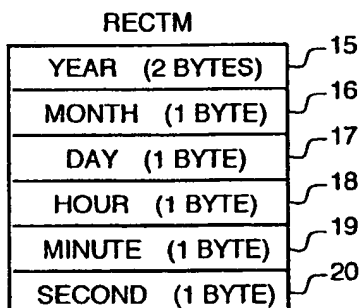 RECTM
YEAR (2 BYTES) 15
MONTH (1 BYTE) 16
DAY (1 BYTE) 17
HOUR (1 BYTE) 18
MINUTE (1 BYTE) 19
SECOND (1 BYTE) 20